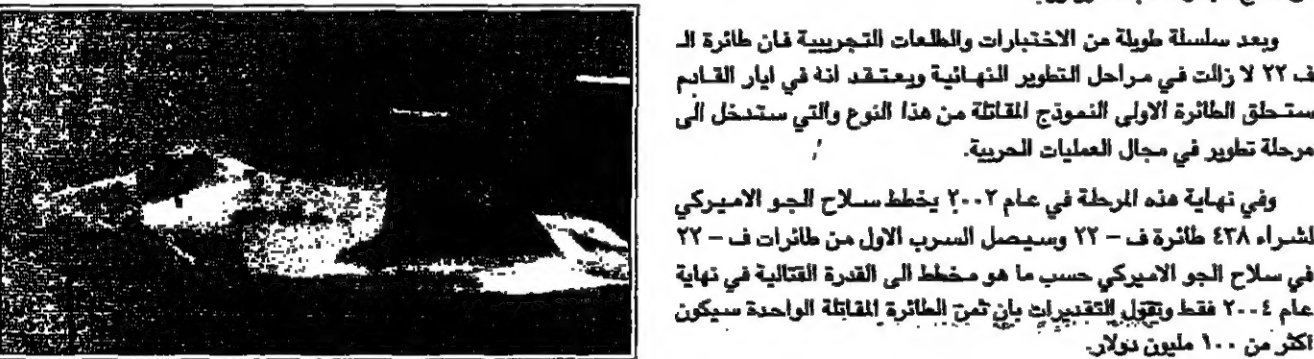 وبعد سلسلة طويلة من الاختبارات والطلعات التجريبية فان طائرة الـ
ف ٢٢ لا زالت في مراحل التطوير النهائية ويعتقد انه في ايار القادم
ستحلق الطائرة الاولى النموذج المقاتلة من هذا النوع والتي ستدخل الى
مرحلة تطوير في مجال العمليات الحربية.
وفي نهاية هذه المرحلة في عام ٢٠٠٢ يخطط سلاح الجو الاميركي
لشراء ٤٣٨ طائرة ف - ٢٢ وسيصل السرب الاول من طائرات ف - ٢٢
في سلاح الجو الاميركي حسب ما هو مخطط الى القدرة القتالية في نهاية
عام ٢٠٠٤ فقط وتقول التقديرات بان ثمن الطائرة المقاتلة الواحدة سيكون
اكثر من ١٠٠ مليون دولار.